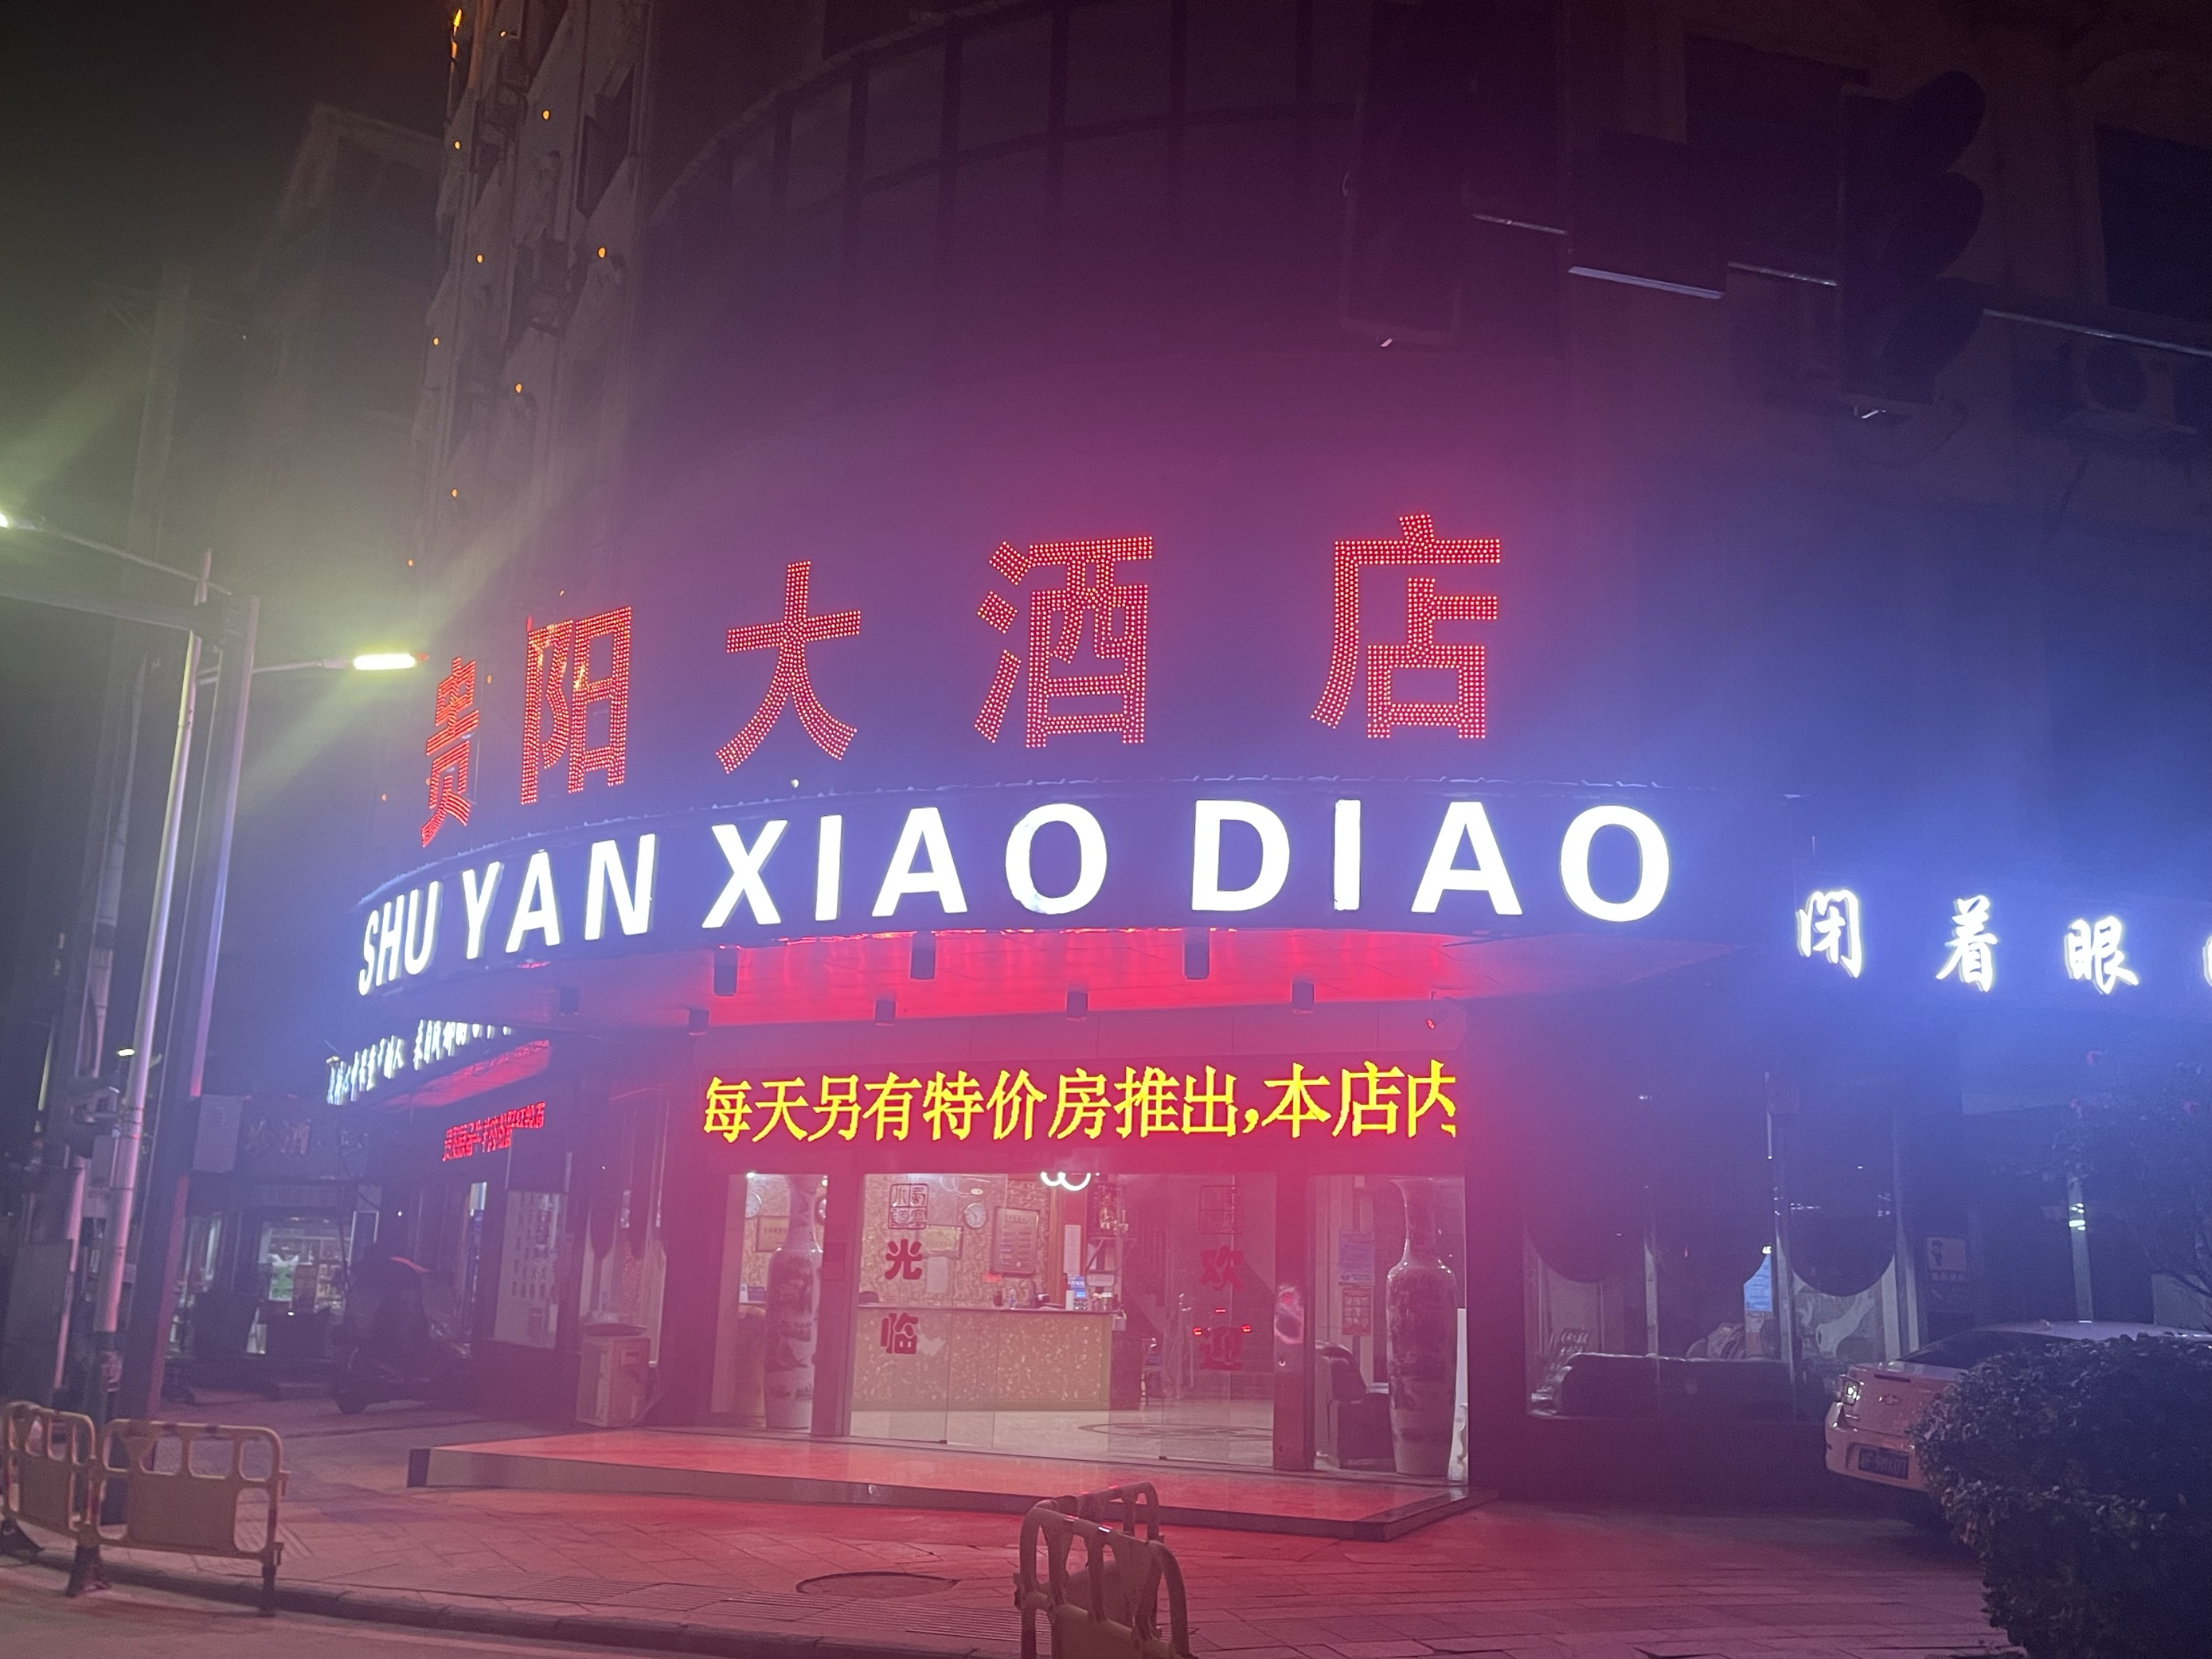 贵阳大酒店
SHU YAN XIAO DIAO
闭着眼
每天另有特价房推出,本店内
光临
欢迎